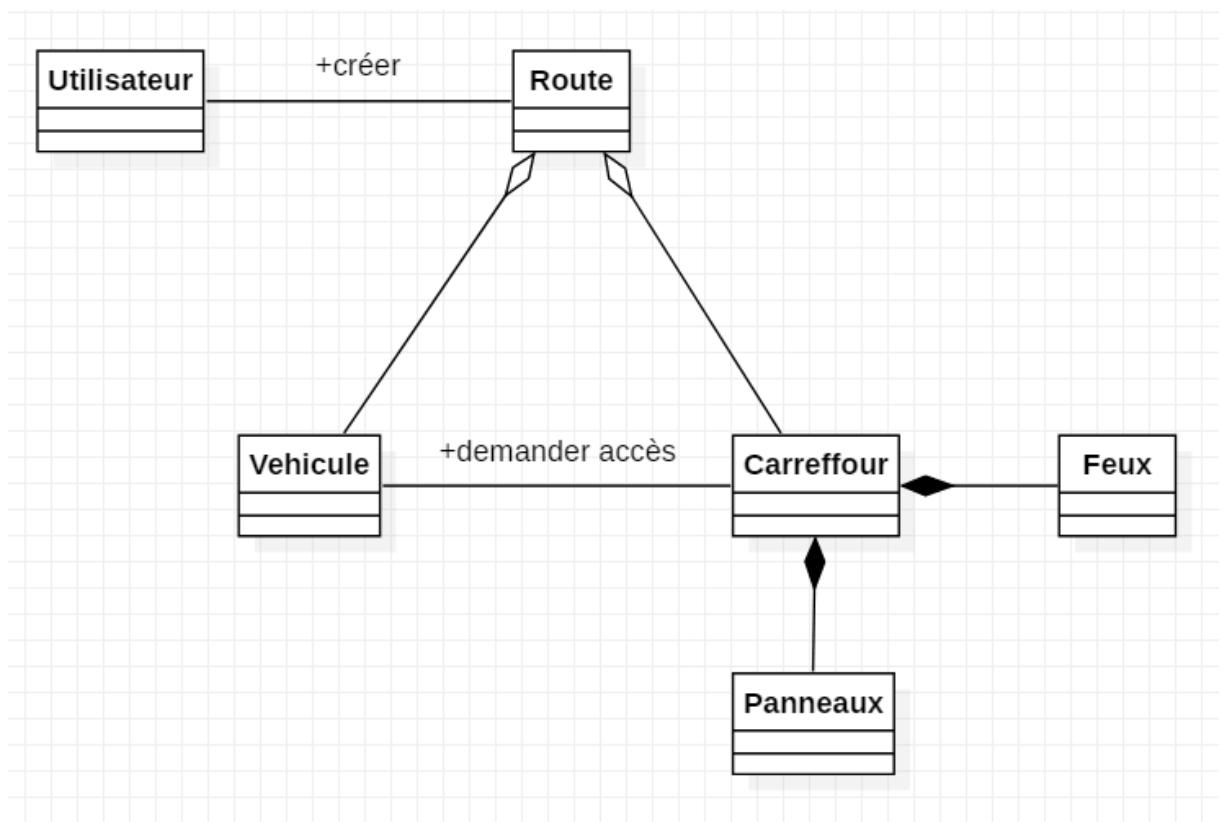 Utilisateur
+créer
Route
Vehicule
+demander accès
Carreffour
Feux
Panneaux